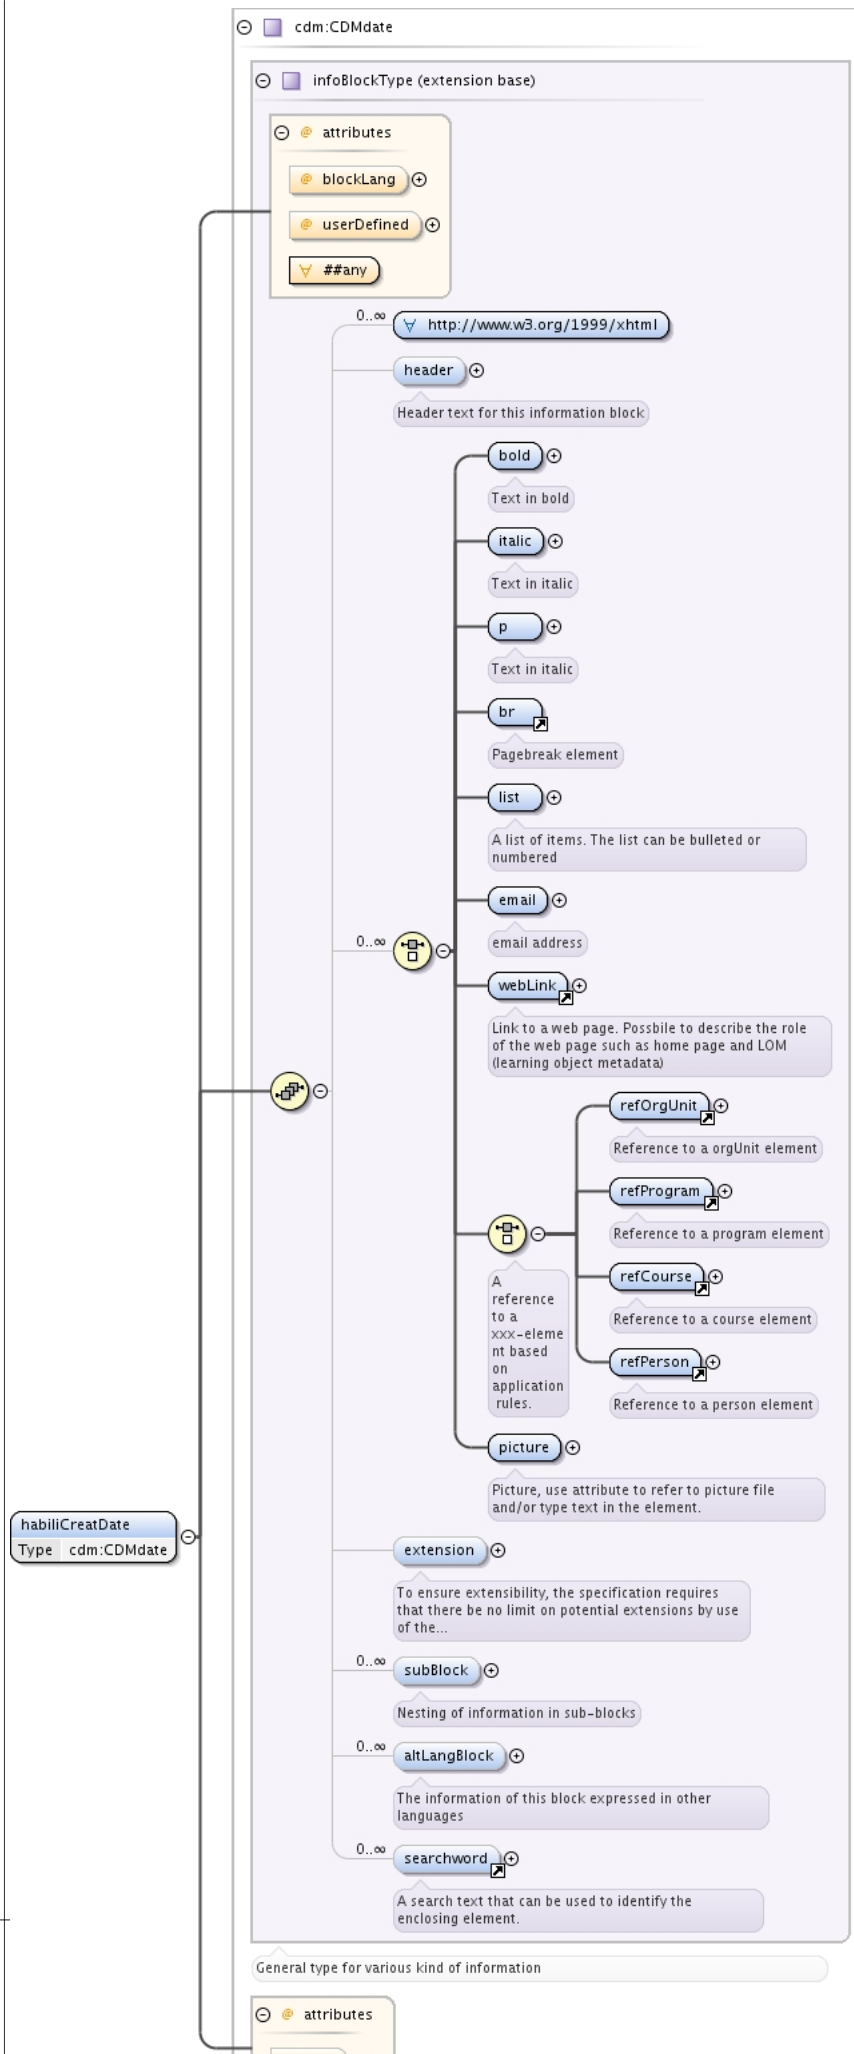 cdm:CDMdate
infoBlockType (extension base)
@ attributes
@ blockLang
@ userDefined
∀ ##any
0..∞
∀ http://www.w3.org/1999/xhtml
header
Header text for this information block
bold
Text in bold
italic
Text in italic
p
Text in italic
br
Pagebreak element
list
A list of items. The list can be bulleted or
numbered
email
email address
0..∞
webLink
Link to a web page. Possbile to describe the role
of the web page such as home page and LOM
(learning object metadata)
refOrgUnit
Reference to a orgUnit element
refProgram
Reference to a program element
A
reference
to a
xxx-eleme
nt based
on
application
rules.
refCourse
Reference to a course element
refPerson
Reference to a person element
picture
Picture, use attribute to refer to picture file
and/or type text in the element.
habiliCreatDate
Type cdm:CDMdate
extension
To ensure extensibility, the specification requires
that there be no limit on potential extensions by use
of the...
0..∞
subBlock
Nesting of information in sub-blocks
0..∞
altLangBlock
The information of this block expressed in other
languages
0..∞
searchword
A search text that can be used to identify the
enclosing element.
General type for various kind of information
@ attributes